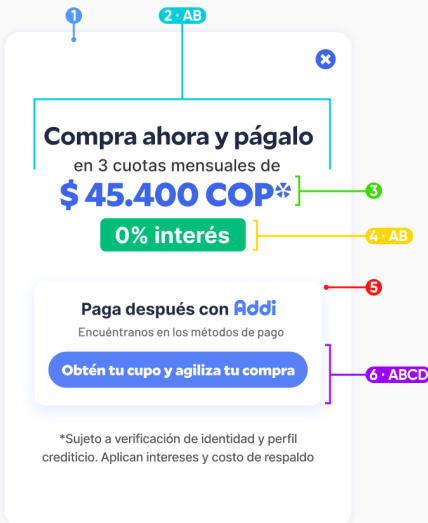 1
2 · AB
Compra ahora y págalo
en 3 cuotas mensuales de
$ 45.400 COP*
3
0% interés
4 · AB
5
Paga después con Addi
Encuéntranos en los métodos de pago
Obtén tu cupo y agiliza tu compra
6 · ABCD
*Sujeto a verificación de identidad y perfil
crediticio. Aplican intereses y costo de respaldo